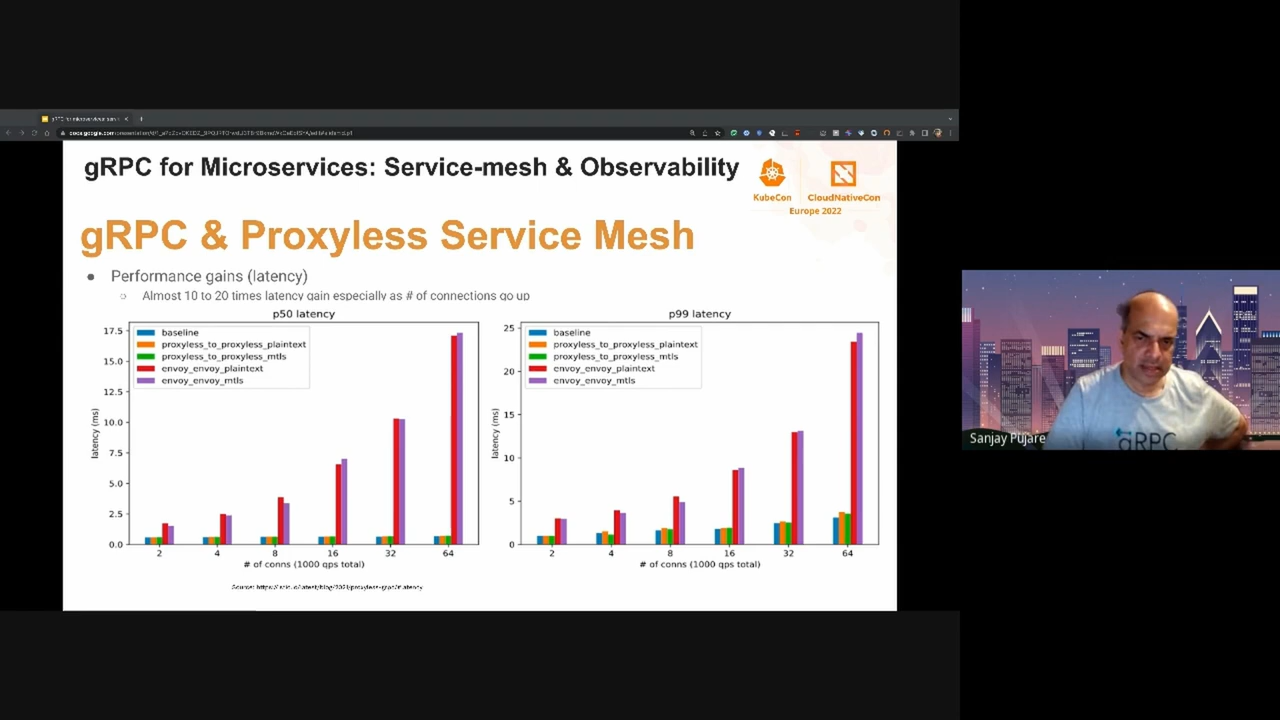 gRPC for Microservices: Service-mesh & Observability
KubeCon
CloudNativeCon
Europe 2022
gRPC & Proxyless Service Mesh
● Performance gains (latency)
○ Almost 10 to 20 times latency gain especially as # of connections go up
p50 latency
baseline
proxyless_to_proxyless_plaintext
proxyless_to_proxyless_mtls
envoy_envoy_plaintext
envoy_envoy_mtls
latency (ms)
17.5
15.0
12.5
10.0
7.5
5.0
2.5
0.0
2 4 8 16 32 64
# of conns (1000 qps total)
p99 latency
baseline
proxyless_to_proxyless_plaintext
proxyless_to_proxyless_mtls
envoy_envoy_plaintext
envoy_envoy_mtls
latency (ms)
25
20
15
10
5
0
2 4 8 16 32 64
# of conns (1000 qps total)
Source:
Sanjay Pujare
gRPC